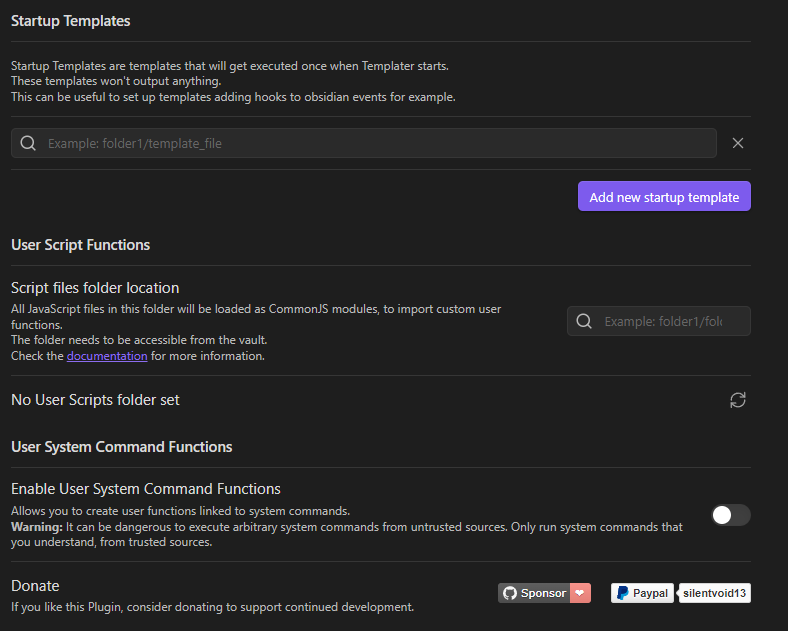 Startup Templates
Startup Templates are templates that will get executed once when Templater starts.
These templates won't output anything.
This can be useful to set up templates adding hooks to obsidian events for example.
Example: folder1/template_file
Add new startup template
User Script Functions
Script files folder location
All JavaScript files in this folder will be loaded as CommonJS modules, to import custom user
functions.
The folder needs to be accessible from the vault.
Check the documentation for more information.
Example: folder1/fol
No User Scripts folder set
User System Command Functions
Enable User System Command Functions
Allows you to create user functions linked to system commands.
Warning: It can be dangerous to execute arbitrary system commands from untrusted sources. Only run system commands that
you understand, from trusted sources.
Donate
If you like this Plugin, consider donating to support continued development.
Sponsor
Paypal
silentvoid13